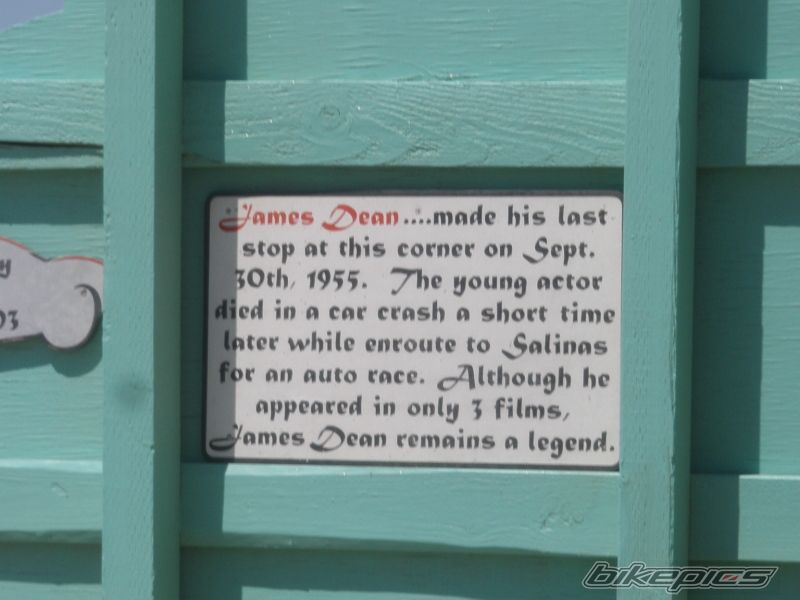 James Dean....made his last
stop at this corner on Sept.
30th, 1955. The young actor
died in a car crash a short time
later while enroute to Salinas
for an auto race. Although he
appeared in only 3 films,
James Dean remains a legend.
bikepics